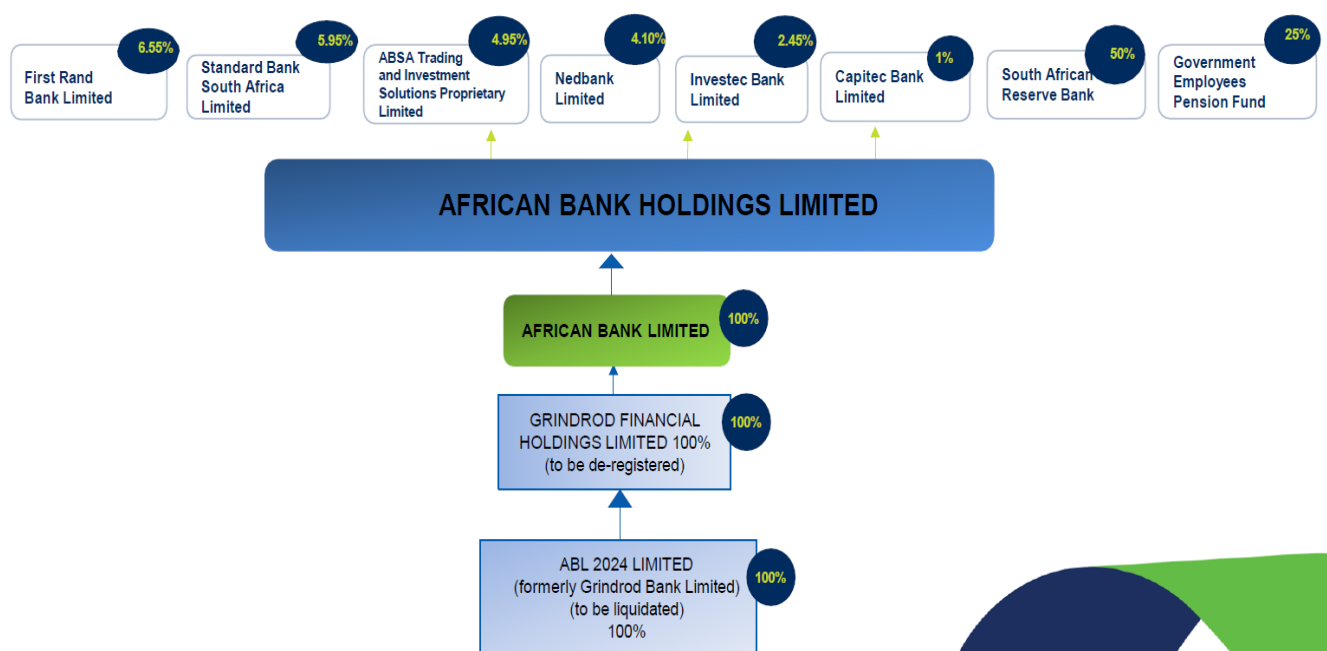 6.55%
First Rand
Bank Limited
5.95%
Standard Bank
South Africa
Limited
4.95%
ABSA Trading
and Investment
Solutions Proprietary
Limited
4.10%
Nedbank
Limited
2.45%
Investec Bank
Limited
1%
Capitec Bank
Limited
50%
South African
Reserve Bank
25%
Government
Employees
Pension Fund
AFRICAN BANK HOLDINGS LIMITED
AFRICAN BANK LIMITED
100%
GRINDROD FINANCIAL
HOLDINGS LIMITED 100%
(to be de-registered)
100%
ABL 2024 LIMITED
(formerly Grindrod Bank Limited)
(to be liquidated)
100%
100%